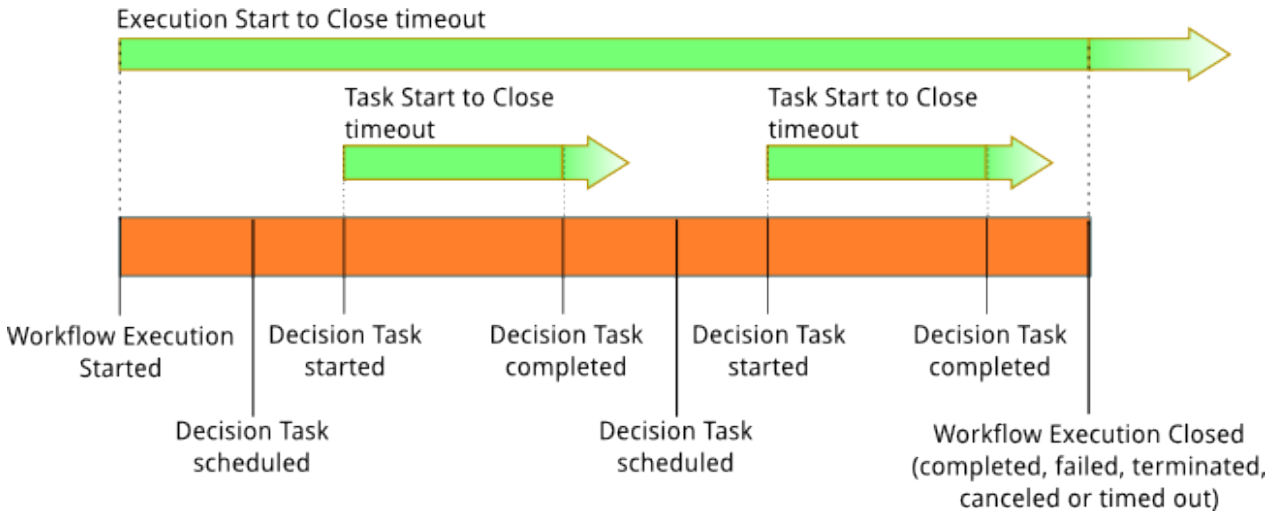 Execution Start to Close timeout
Task Start to Close
timeout
Task Start to Close
timeout
Workflow Execution
Started
Decision Task
scheduled
Decision Task
started
Decision Task
completed
Decision Task
scheduled
Decision Task
started
Decision Task
completed
Workflow Execution Closed
(completed, failed, terminated,
canceled or timed out)